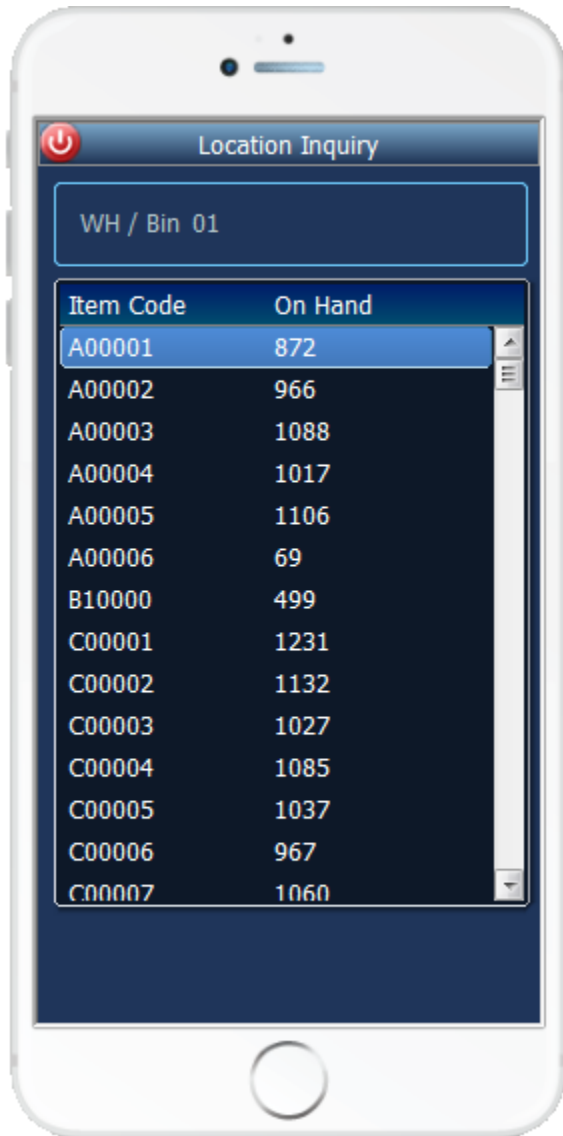 Location Inquiry
WH / Bin 01
Item Code On Hand
A00001 872
A00002 966
A00003 1088
A00004 1017
A00005 1106
A00006 69
B10000 499
C00001 1231
C00002 1132
C00003 1027
C00004 1085
C00005 1037
C00006 967
C00007 1060